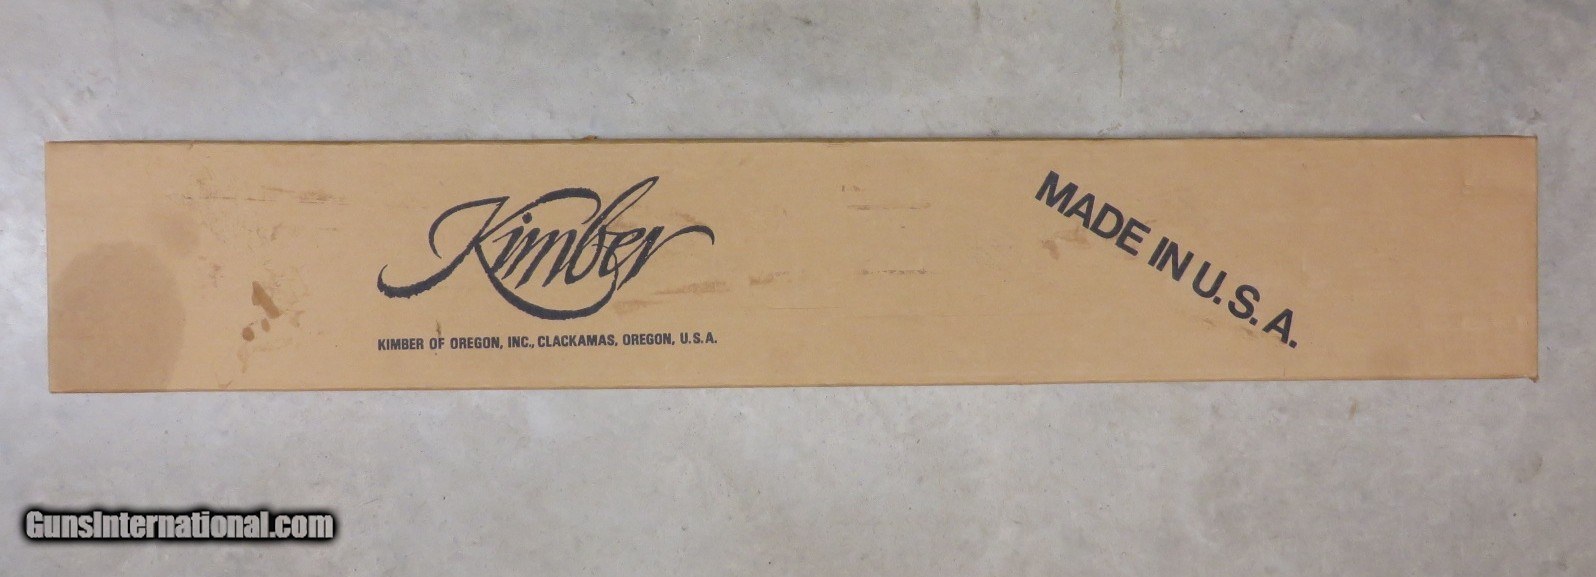 Kimber
KIMBER OF OREGON, INC., CLACKAMAS, OREGON, U.S.A.
MADE IN U.S.A.
GunsInternational.com